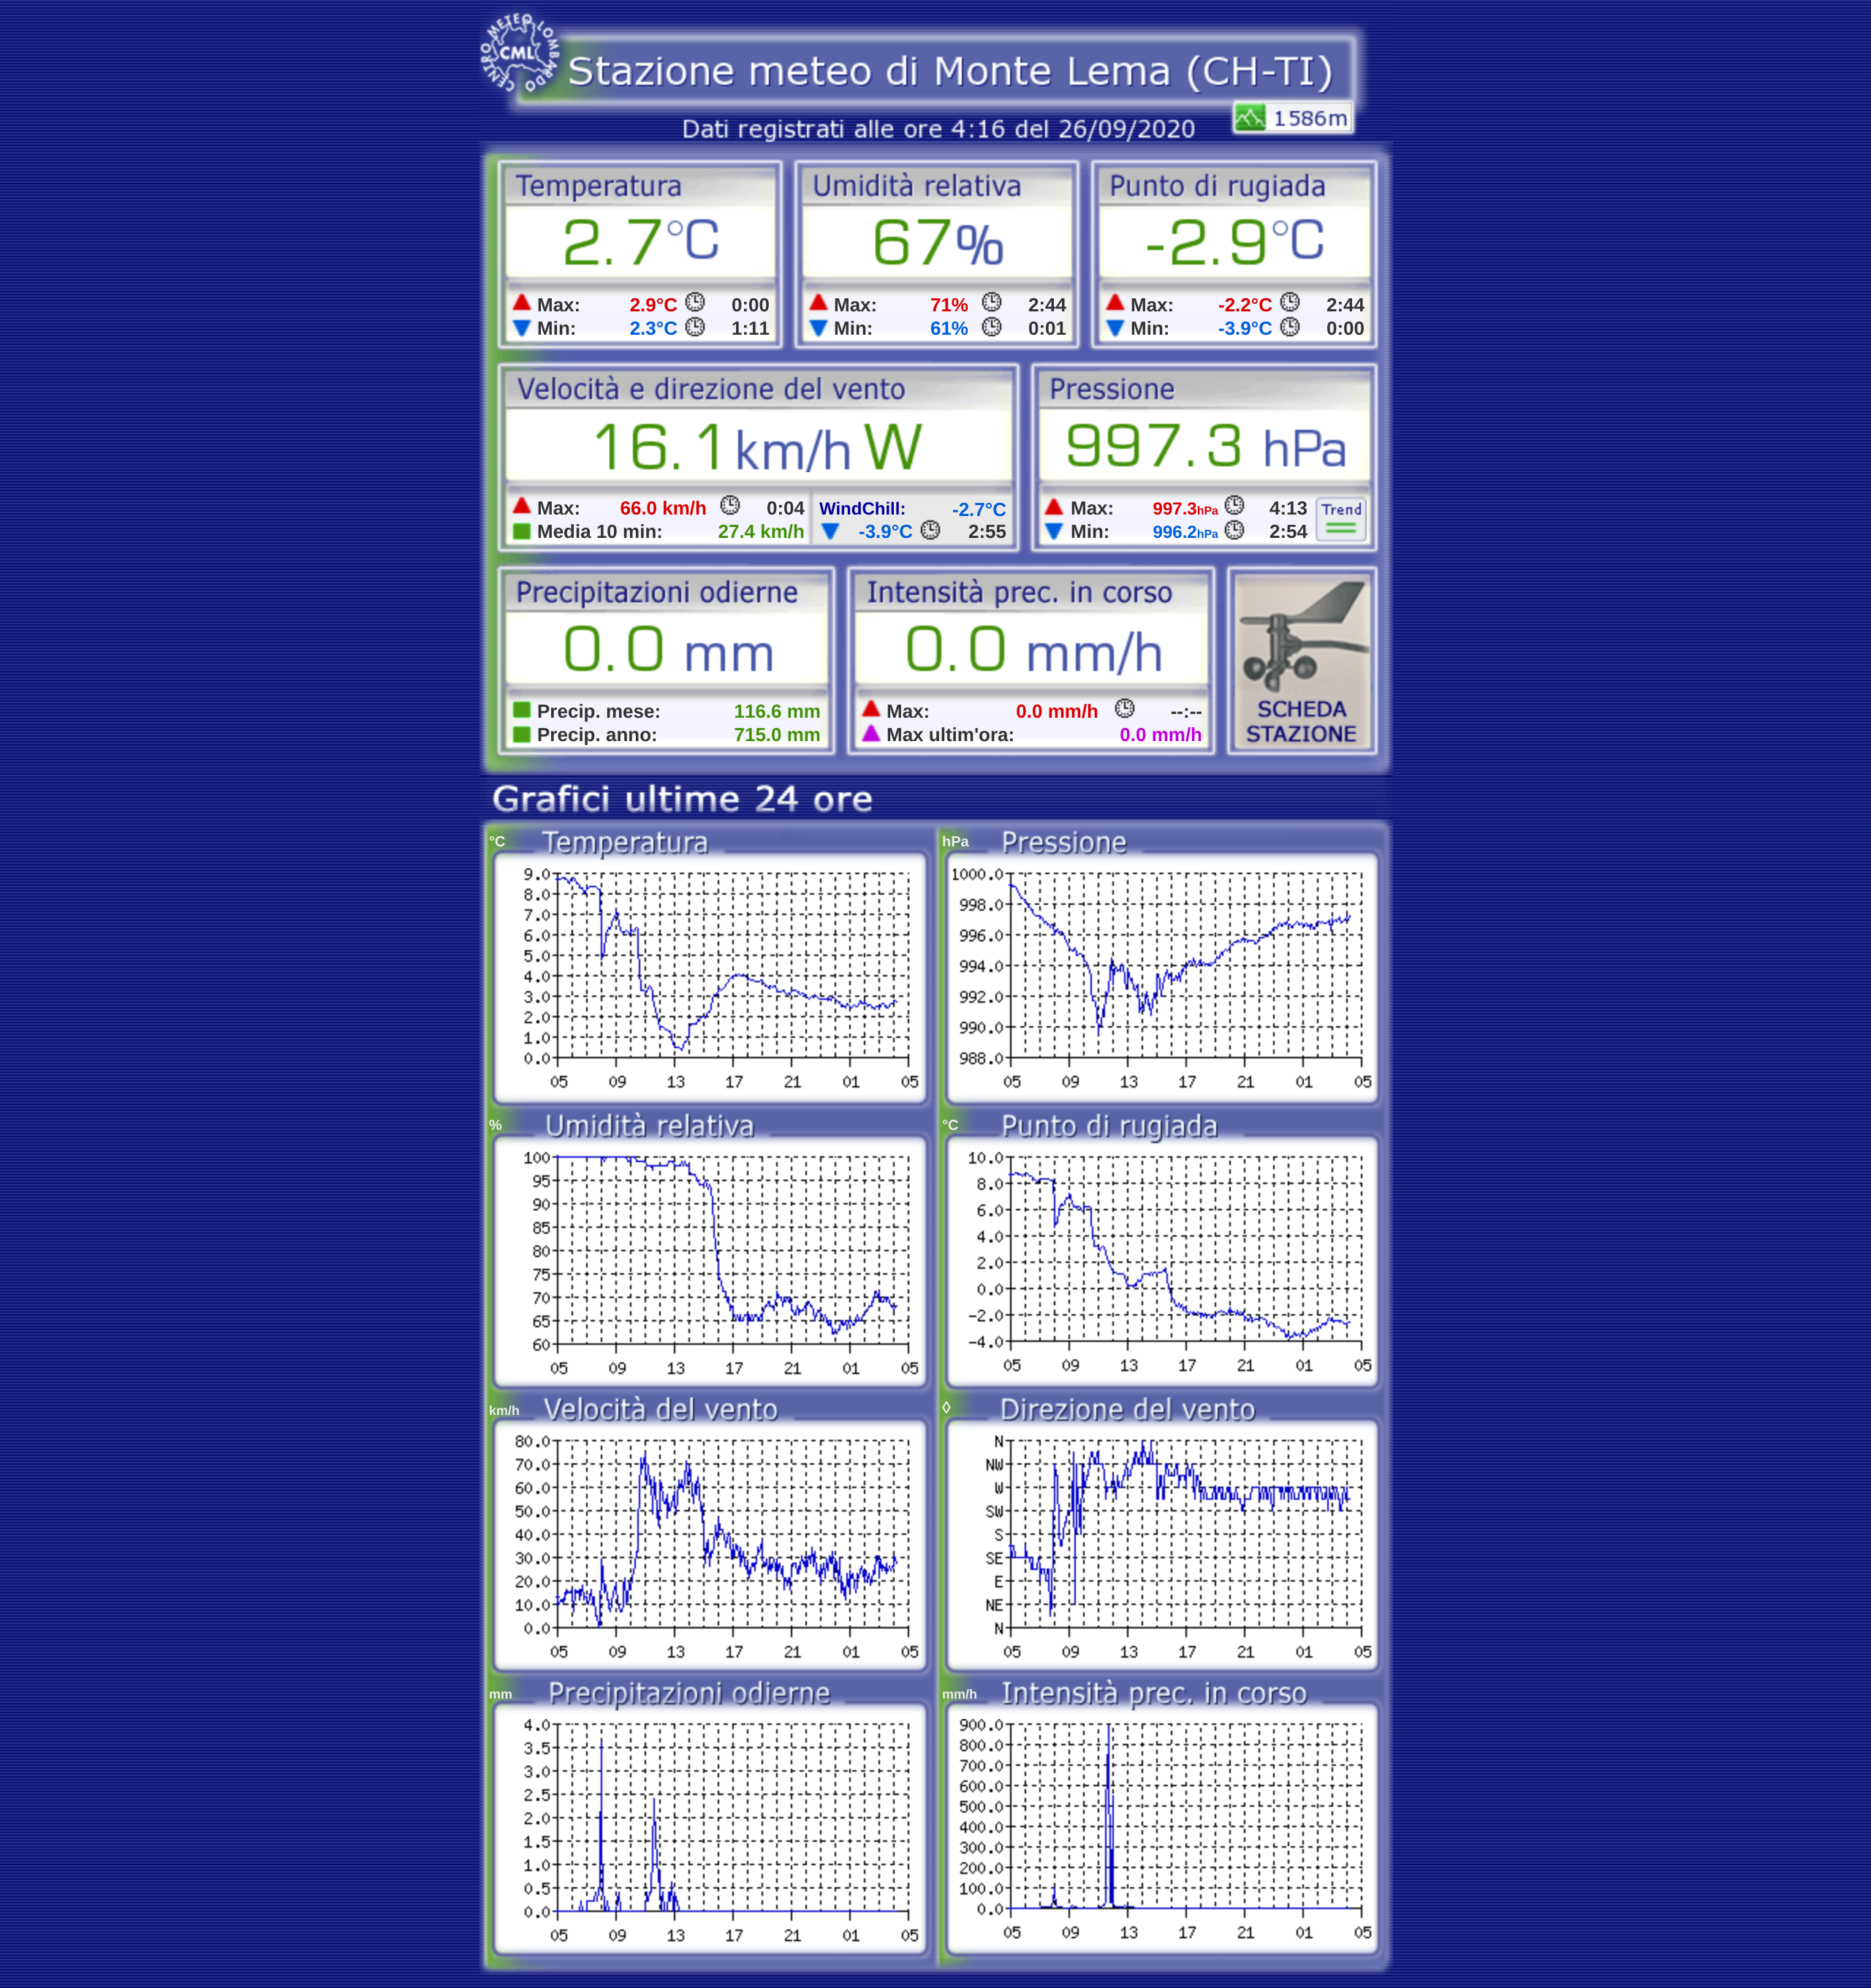 CENTRO METEO LOMBARDO
CML
Stazione meteo di Monte Lema (CH-TI)
1586m
Dati registrati alle ore 4:16 del 26/09/2020
Temperatura Umidità relativa Punto di rugiada
2.7°C 67% -2.9°C
Max: 2.9°C 0:00 Max: 71% 2:44 Max: -2.2°C 2:44
Min: 2.3°C 1:11 Min: 61% 0:01 Min: -3.9°C 0:00
Velocità e direzione del vento Pressione
16.1km/h W 997.3 hPa
Max: 66.0 km/h 0:04 WindChill: -2.7°C Max: 997.3hPa 4:13 Trend
Media 10 min: 27.4 km/h -3.9°C 2:55 Min: 996.2hPa 2:54
Precipitazioni odierne Intensità prec. in corso
0.0 mm 0.0 mm/h
Precip. mese: 116.6 mm Max: 0.0 mm/h --:-- SCHEDA
Precip. anno: 715.0 mm Max ultim'ora: 0.0 mm/h STAZIONE
Grafici ultime 24 ore
°C Temperatura
9.0
8.0
7.0
6.0
5.0
4.0
3.0
2.0
1.0
0.0
05 09 13 17 21 01 05
hPa Pressione
1000.0
998.0
996.0
994.0
992.0
990.0
988.0
05 09 13 17 21 01 05
% Umidità relativa
100
95
90
85
80
75
70
65
60
05 09 13 17 21 01 05
°C Punto di rugiada
10.0
8.0
6.0
4.0
2.0
0.0
-2.0
-4.0
05 09 13 17 21 01 05
km/h Velocità del vento
80.0
70.0
60.0
50.0
40.0
30.0
20.0
10.0
0.0
05 09 13 17 21 01 05
◊ Direzione del vento
N
NW
W
SW
S
SE
E
NE
N
05 09 13 17 21 01 05
mm Precipitazioni odierne
4.0
3.5
3.0
2.5
2.0
1.5
1.0
0.5
0.0
05 09 13 17 21 01 05
mm/h Intensità prec. in corso
900.0
800.0
700.0
600.0
500.0
400.0
300.0
200.0
100.0
0.0
05 09 13 17 21 01 05